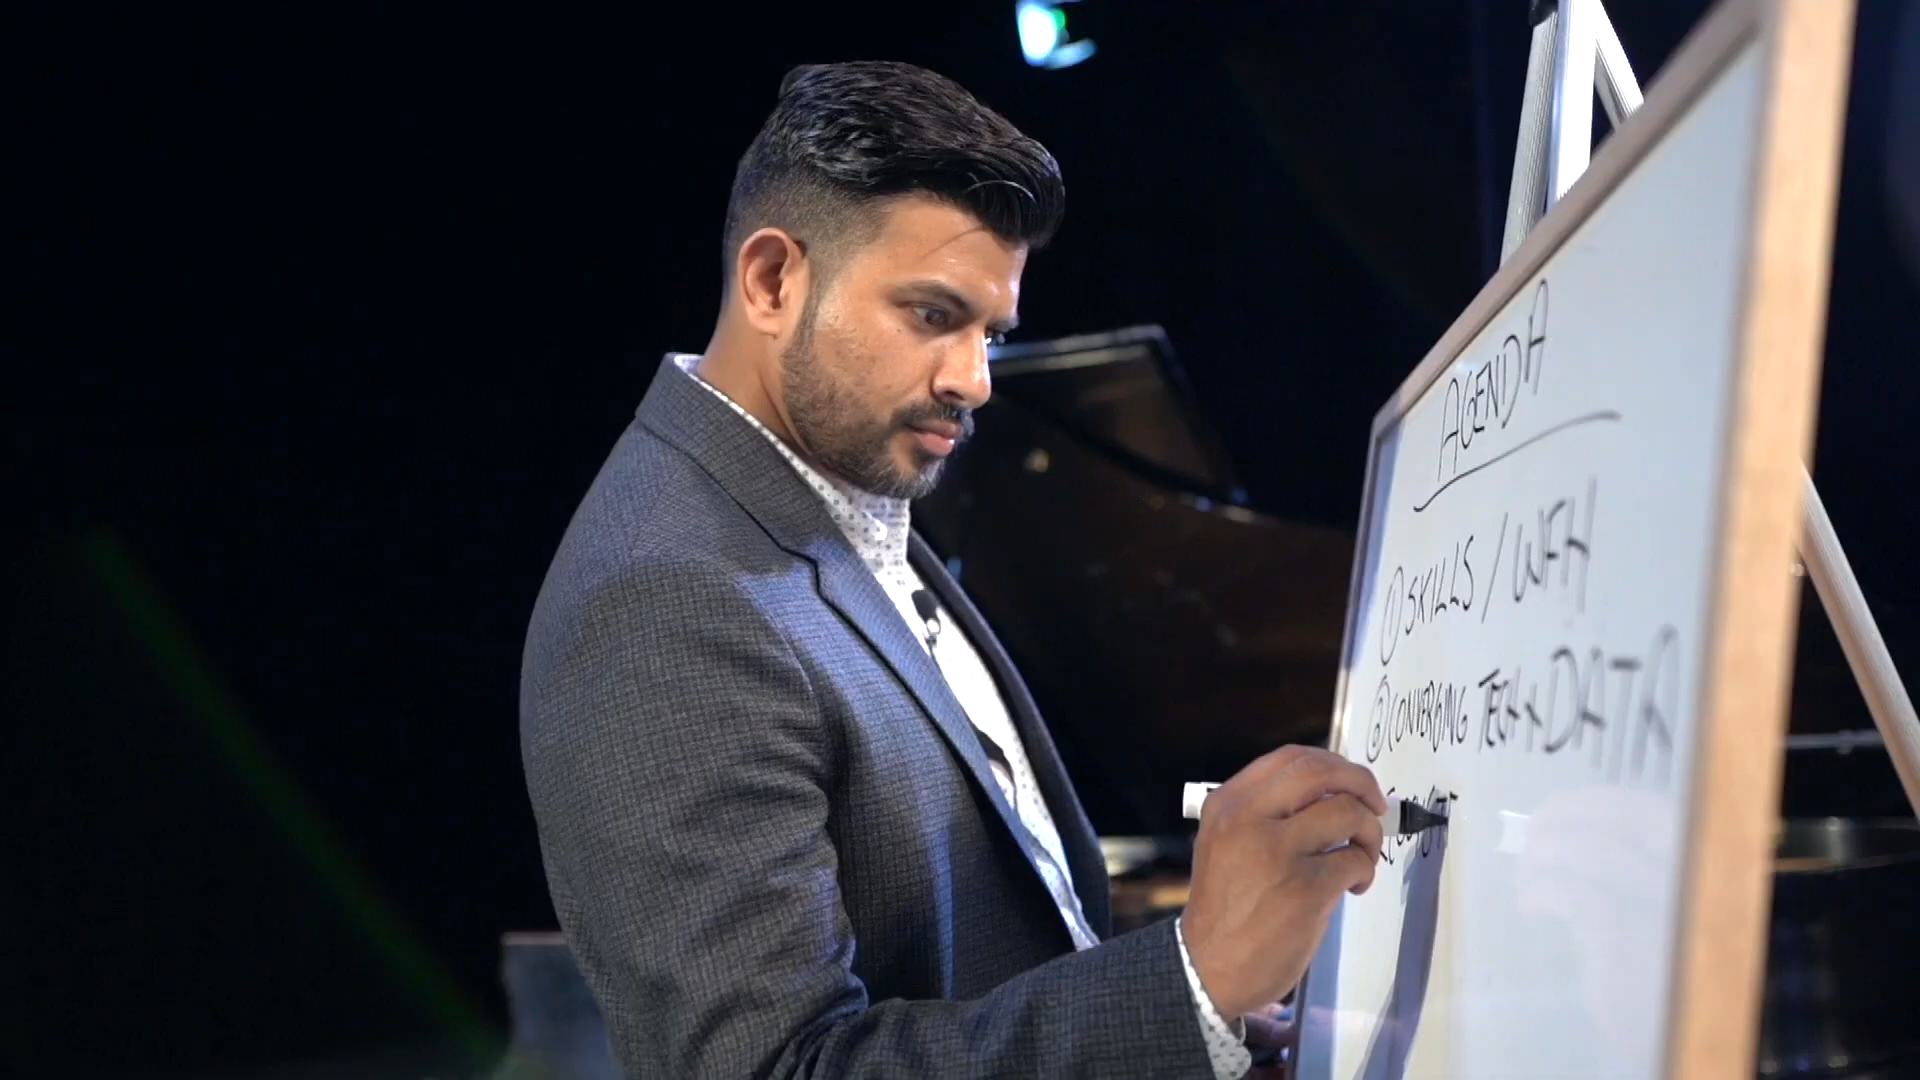 AGENDA
① SKILLS / WFH
② CONVERGING TECH + DATA